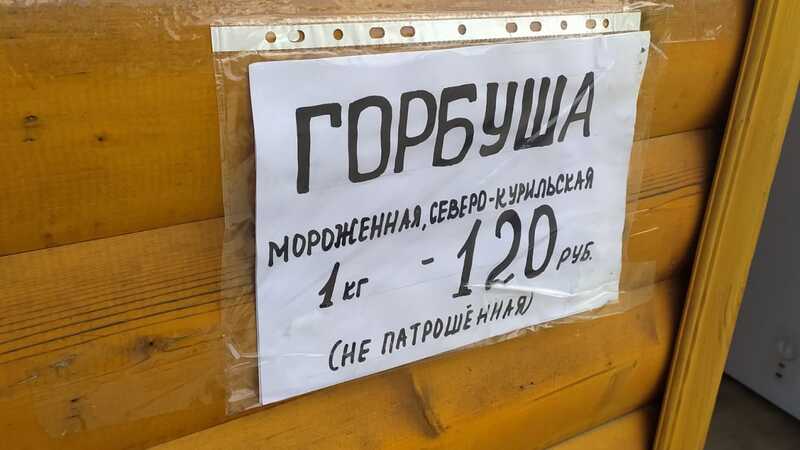 ГОРБУША
МОРОЖЕННАЯ, СЕВЕРО-КУРИЛЬСКАЯ
1 кг - 120 РУБ.
(НЕ ПАТРОШЁННАЯ)